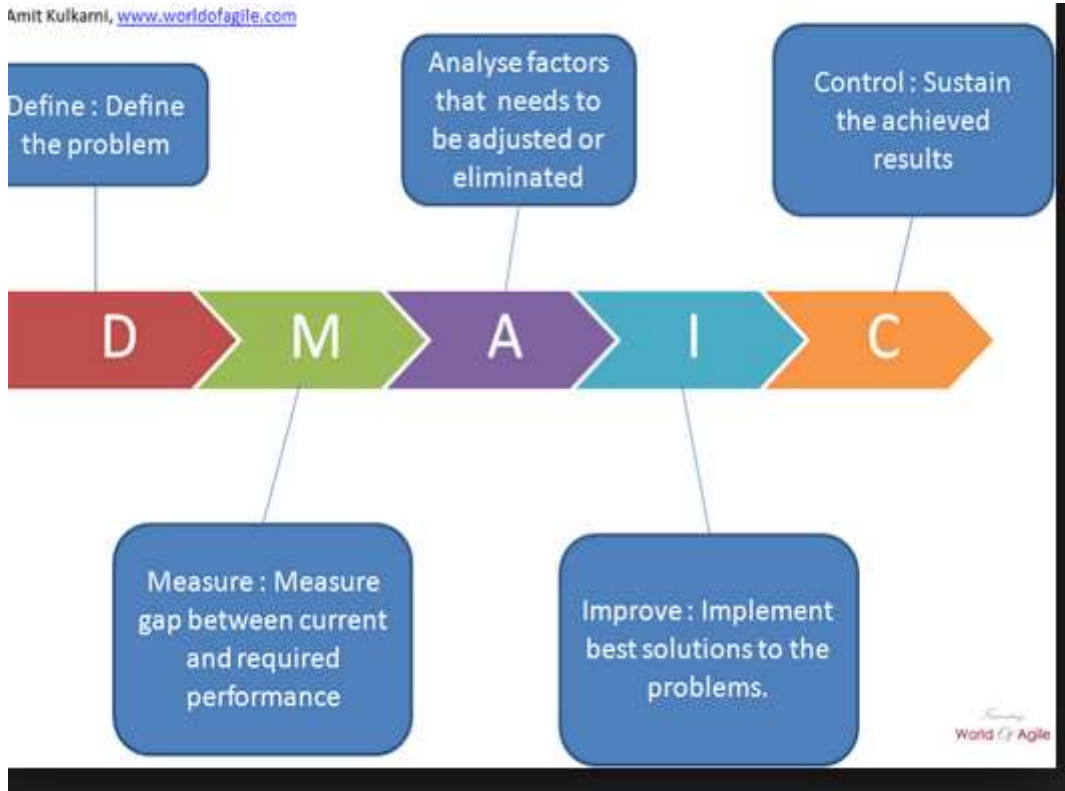 Amit Kulkarni, www.worldofagile.com
Define : Define
the problem
Analyse factors
that needs to
be adjusted or
eliminated
Control : Sustain
the achieved
results
D
M
A
I
C
Measure : Measure
gap between current
and required
performance
Improve : Implement
best solutions to the
problems.
World Of Agile